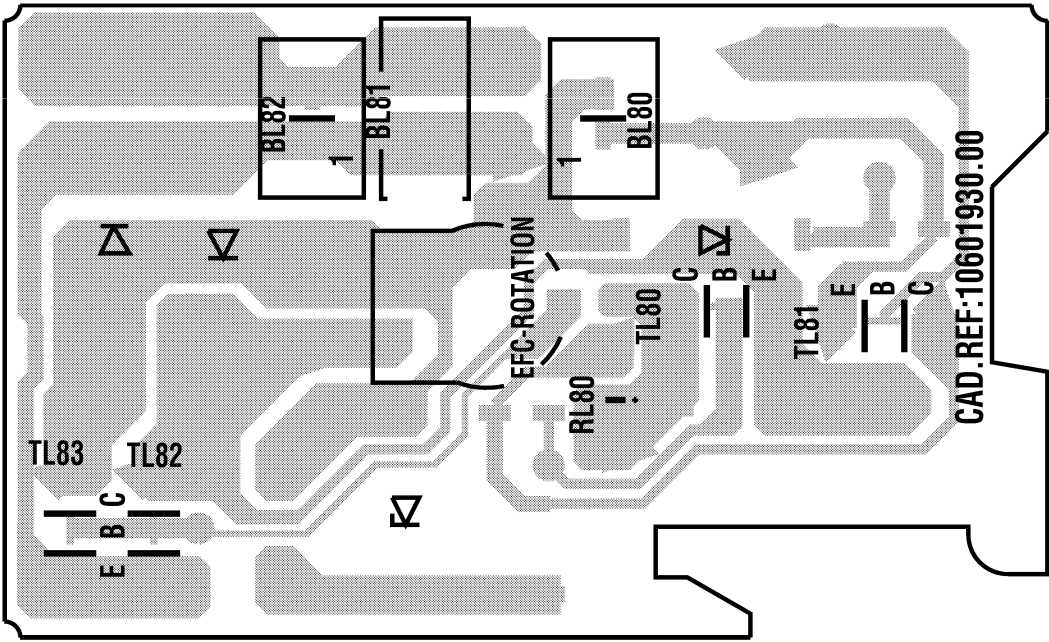 BL82
BL81
BL80
1
1
CAD.REF:10601930.00
EFC-ROTATION
C
B
E
TL80
TL81
E
B
C
RL80
TL83
TL82
C
B
E